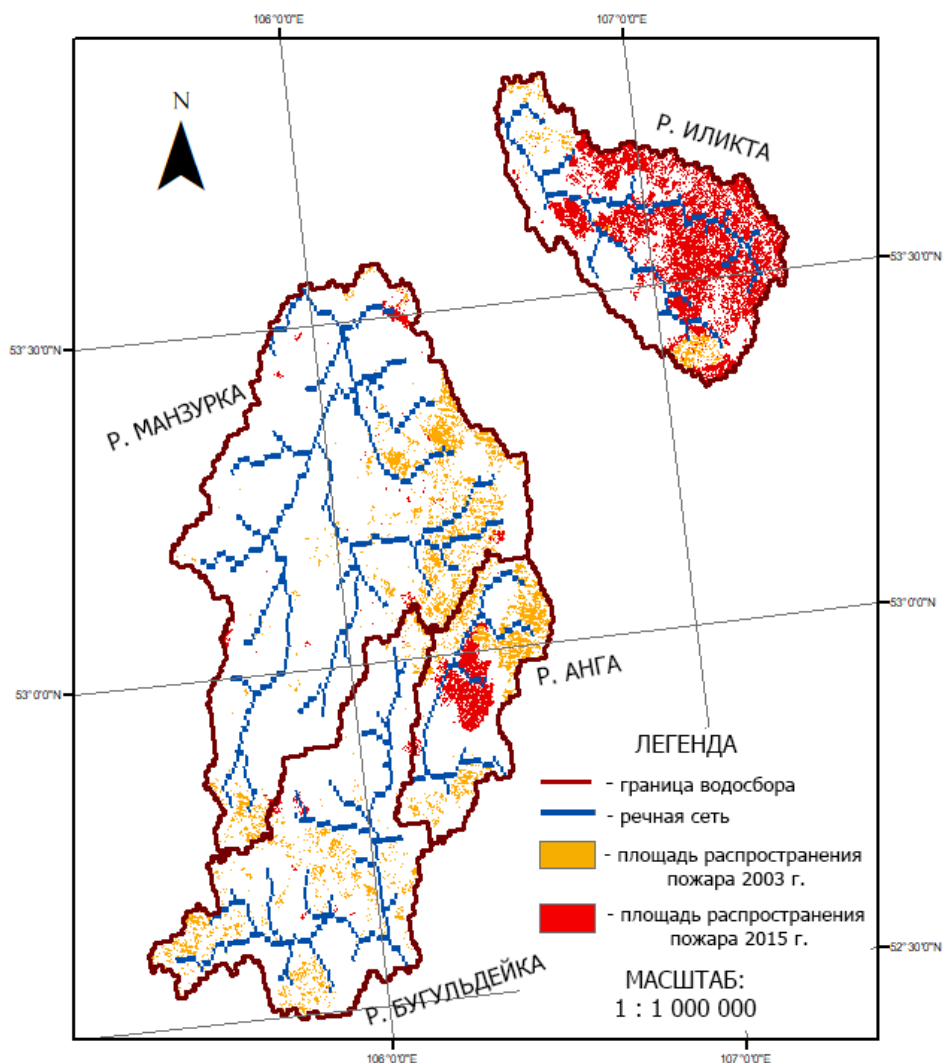 106°0'0"E
107°0'0"E
N
Р. ИЛИКТА
53°30'0"N
53°30'0"N
Р. МАНЗУРКА
53°0'0"N
Р. АНГА
53°0'0"N
ЛЕГЕНДА
- граница водосбора
- речная сеть
- площадь распространения
пожара 2003 г.
- площадь распространения
пожара 2015 г.
52°30'0"N
Р. БУГУЛЬДЕЙКА
МАСШТАБ:
1 : 1 000 000
106°0'0"E
107°0'0"E